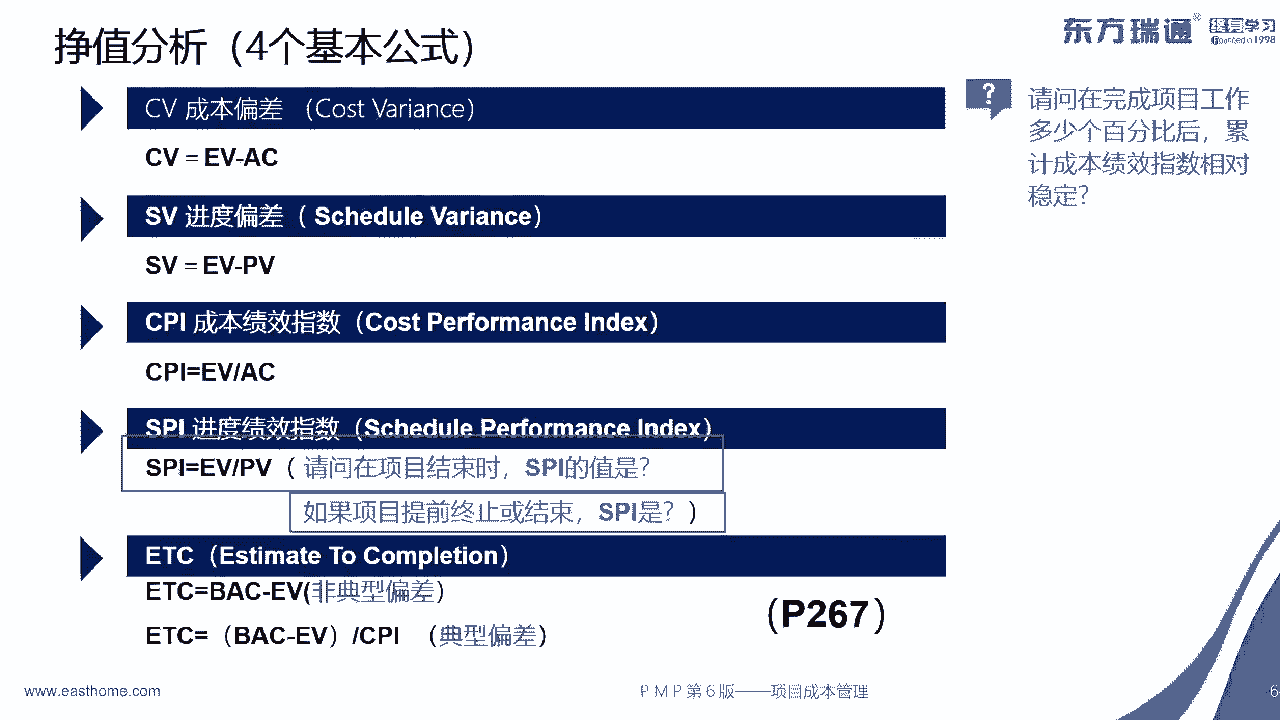 挣值分析（4个基本公式）
东方瑞通®
终身学习
Founded in 1998
CV 成本偏差 （Cost Variance）
CV = EV-AC
SV 进度偏差（ Schedule Variance）
SV = EV-PV
CPI 成本绩效指数（Cost Performance Index）
CPI=EV/AC
SPI 进度绩效指数（Schedule Performance Index）
SPI=EV/PV（ 请问在项目结束时，SPI的值是?
如果项目提前终止或结束，SPI是? ）
ETC（Estimate To Completion）
ETC=BAC-EV(非典型偏差）
ETC=（BAC-EV）/CPI （典型偏差）
（P267）
?
请问在完成项目工作
多少个百分比后，累
计成本绩效指数相对
稳定?
www.easthome.com
ＰＭＰ第６版——项目成本管理
6